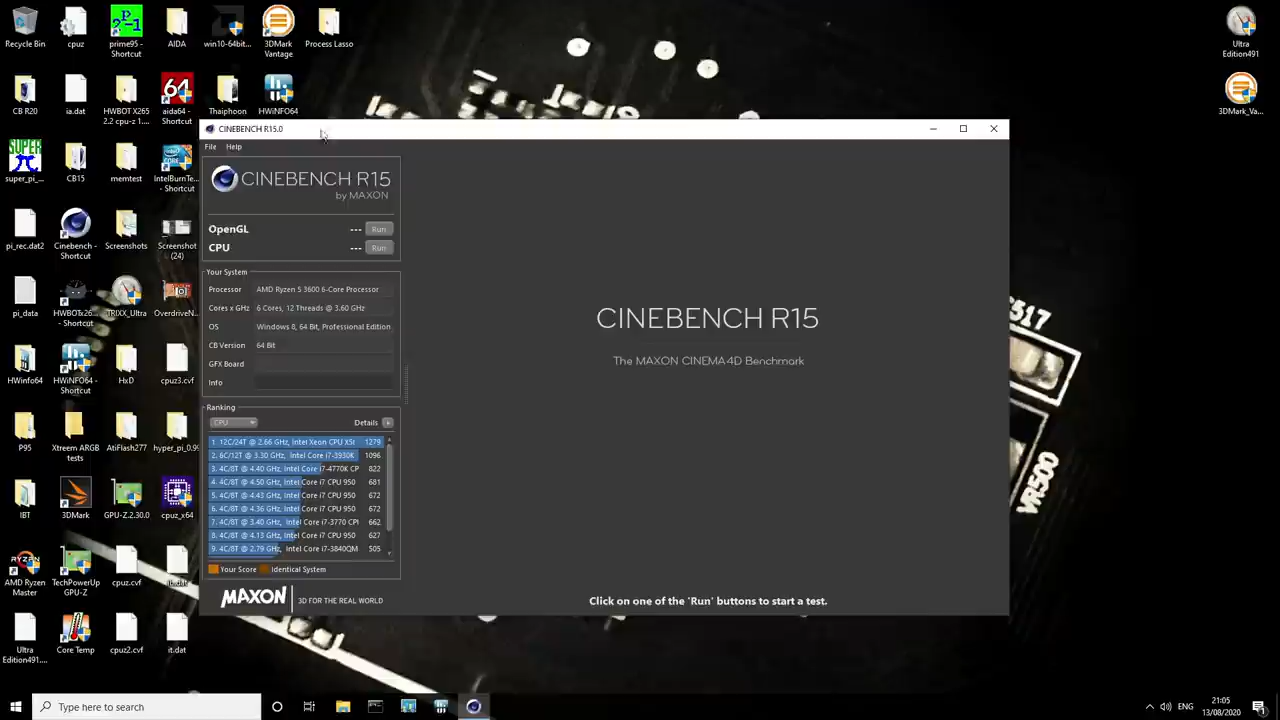 Recycle Bin
cpuz
prime95 - Shortcut
AIDA
win10-64bit...
3DMark Vantage
Process Lasso
Ultra Edition491
CB R20
ia.dat
HWBOT X265 2.2 cpu-z 1....
aida64 - Shortcut
Thaiphoon
HWiNFO64
3DMark_Va...
super_pi_...
CB15
memtest
IntelBurnTe... - Shortcut
pi_rec.dat2
Cinebench - Shortcut
Screenshots
Screenshot (24)
pi_data
HWBOTx26... - Shortcut
TRIXX_Ultra
OverdriveN...
HWinfo64
HWiNFO64 - Shortcut
HxD
cpuz3.cvf
P95
Xtreem ARGB tests
AtiFlash277
hyper_pi_0.99
IBT
3DMark
GPU-Z.2.30.0
cpuz_x64
AMD Ryzen Master
TechPowerUp GPU-Z
cpuz.cvf
Ultra Edition491....
Core Temp
cpuz2.cvf
it.dat
CINEBENCH R15.0
File Help
CINEBENCH R15
by MAXON
OpenGL --- Run
CPU --- Run
Your System
Processor AMD Ryzen 5 3600 6-Core Processor
Cores x GHz 6 Cores, 12 Threads @ 3.60 GHz
OS Windows 8, 64 Bit, Professional Edition
CB Version 64 Bit
GFX Board
Info
Ranking
CPU Details
1. 12C/24T @ 2.66 GHz, Intel Xeon CPU X5 1279
2. 6C/12T @ 3.30 GHz, Intel Core i7-3930K 1096
3. 4C/8T @ 4.40 GHz, Intel Core i7-4770K CP 822
4. 4C/8T @ 4.50 GHz, Intel Core i7 CPU 950 681
5. 4C/8T @ 4.43 GHz, Intel Core i7 CPU 950 672
6. 4C/8T @ 4.36 GHz, Intel Core i7 CPU 950 672
7. 4C/8T @ 3.40 GHz, Intel Core i7-3770 CP 662
8. 4C/8T @ 4.13 GHz, Intel Core i7 CPU 950 627
9. 4C/8T @ 2.79 GHz, Intel Core i7-3840QM 505
Your Score Identical System
MAXON 3D FOR THE REAL WORLD
CINEBENCH R15
The MAXON CINEMA4D Benchmark
Click on one of the 'Run' buttons to start a test.
VR500
Type here to search
ENG
21:05
13/08/2020